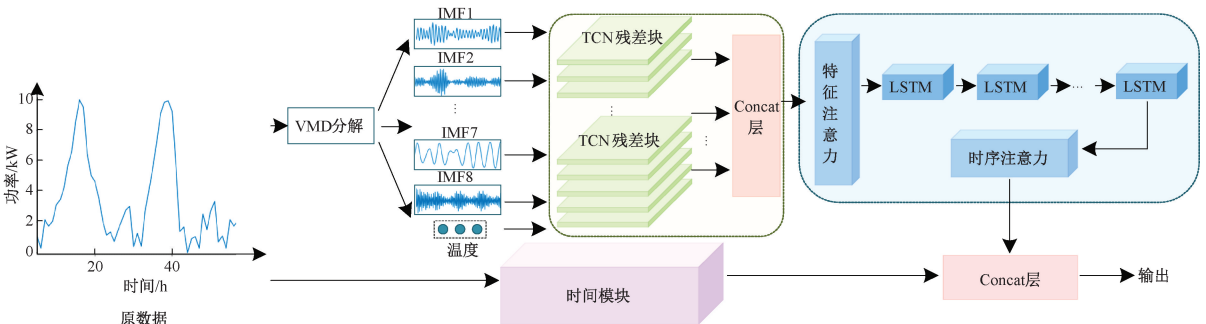 功率/kW
10
8
6
4
2
0
20
40
时间/h
原数据
VMD分解
IMF1
IMF2
⋮
IMF7
IMF8
温度
TCN 残差块
⋮
TCN 残差块
⋮
Concat
层
特征注意力
LSTM
LSTM
…
LSTM
时序注意力
时间模块
Concat层
输出